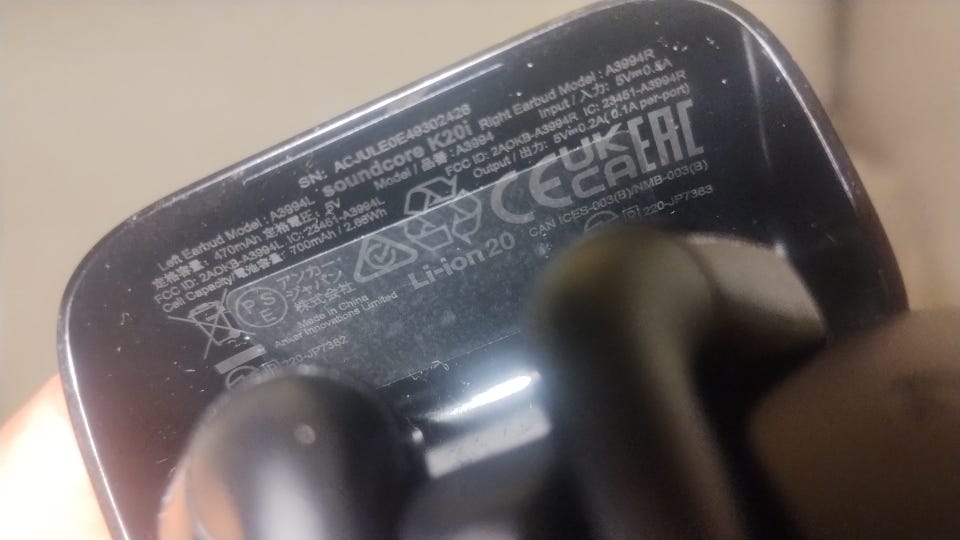 SN: ACJULE0E49302428
soundcore K20i
Model / 品番 : A3994
Left Earbud Model : A3994L
Right Earbud Model : A3994R
定格容量: 470mAh 定格電圧: 5V
Input / 入力: 5V⎓0.5A
FCC ID: 2AOKB-A3994L IC: 23451-A3994L
FCC ID: 2AOKB-A3994R IC: 23451-A3994R
Cell Capacity/電池容量: 700mAh / 2.66Wh
Output / 出力: 5V⎓0.2A( 0.1A per-port)
PSE
アンカー・
ジャパン
株式会社
CE UKCA EAC
Made in China
Anker Innovations Limited
Li-ion20
CAN ICES-003(B)/NMB-003(B)
220-JP7362
220-JP7363